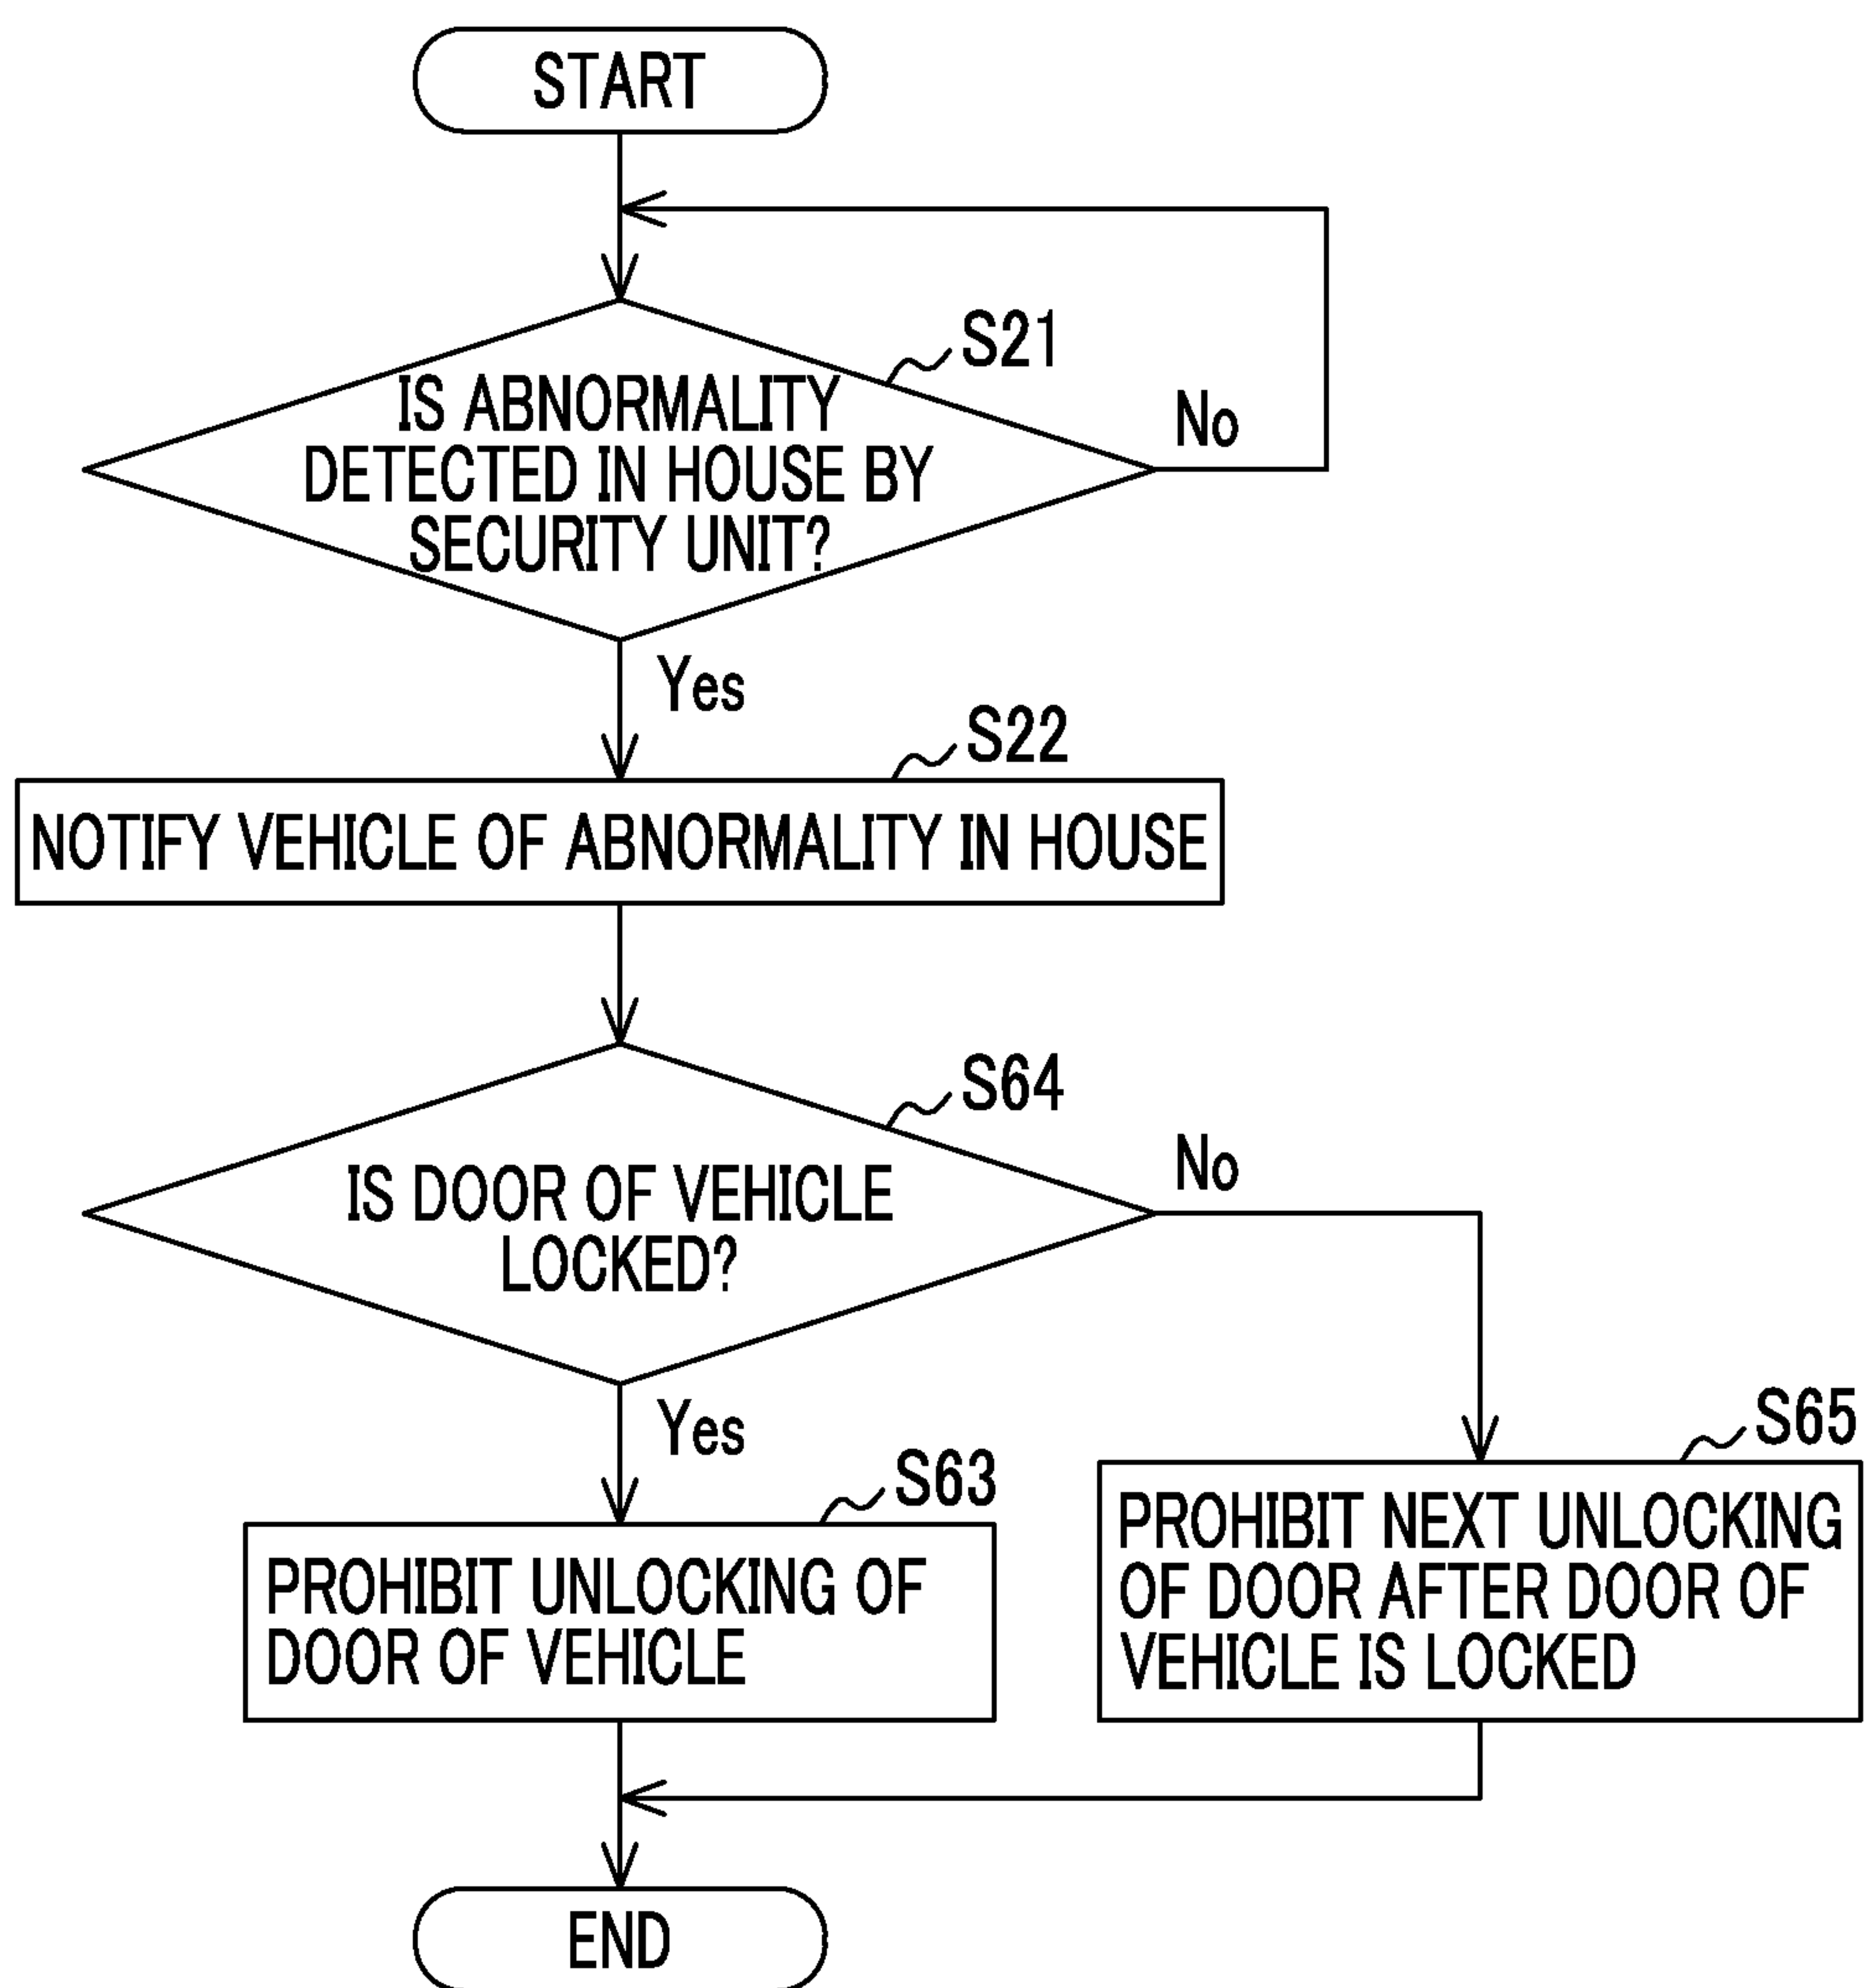 START
S21
IS ABNORMALITY
DETECTED IN HOUSE BY
SECURITY UNIT?
No
Yes
S22
NOTIFY VEHICLE OF ABNORMALITY IN HOUSE
S64
IS DOOR OF VEHICLE
LOCKED?
No
Yes
S63
PROHIBIT UNLOCKING OF
DOOR OF VEHICLE
S65
PROHIBIT NEXT UNLOCKING
OF DOOR AFTER DOOR OF
VEHICLE IS LOCKED
END